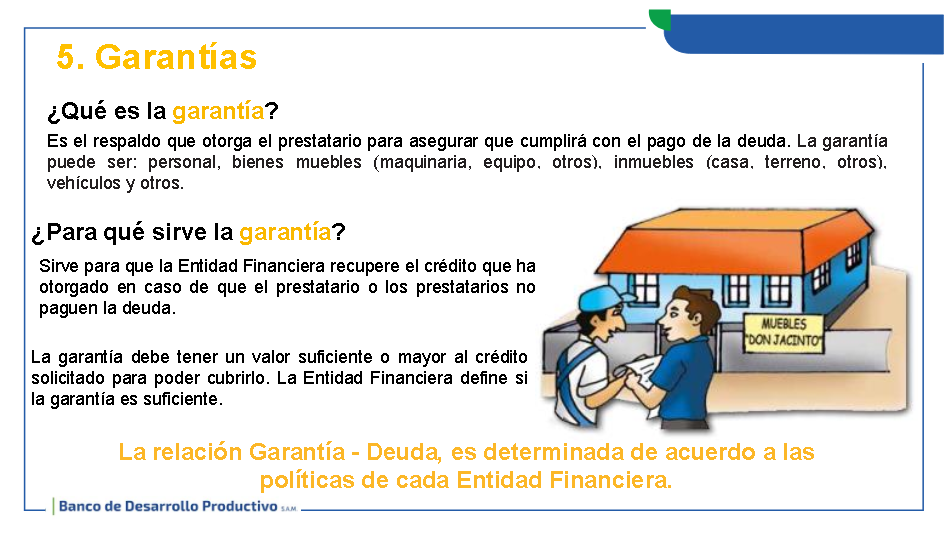 5. Garantías
¿Qué es la garantía?
Es el respaldo que otorga el prestatario para asegurar que cumplirá con el pago de la deuda. La garantía
puede ser: personal, bienes muebles (maquinaria, equipo, otros), inmuebles (casa, terreno, otros),
vehículos y otros.
¿Para qué sirve la garantía?
Sirve para que la Entidad Financiera recupere el crédito que ha
otorgado en caso de que el prestatario o los prestatarios no
paguen la deuda.
La garantía debe tener un valor suficiente o mayor al crédito
solicitado para poder cubrirlo. La Entidad Financiera define si
la garantía es suficiente.
MUEBLES
"DON JACINTO"
La relación Garantía - Deuda, es determinada de acuerdo a las
políticas de cada Entidad Financiera.
Banco de Desarrollo Productivo S.A.M.